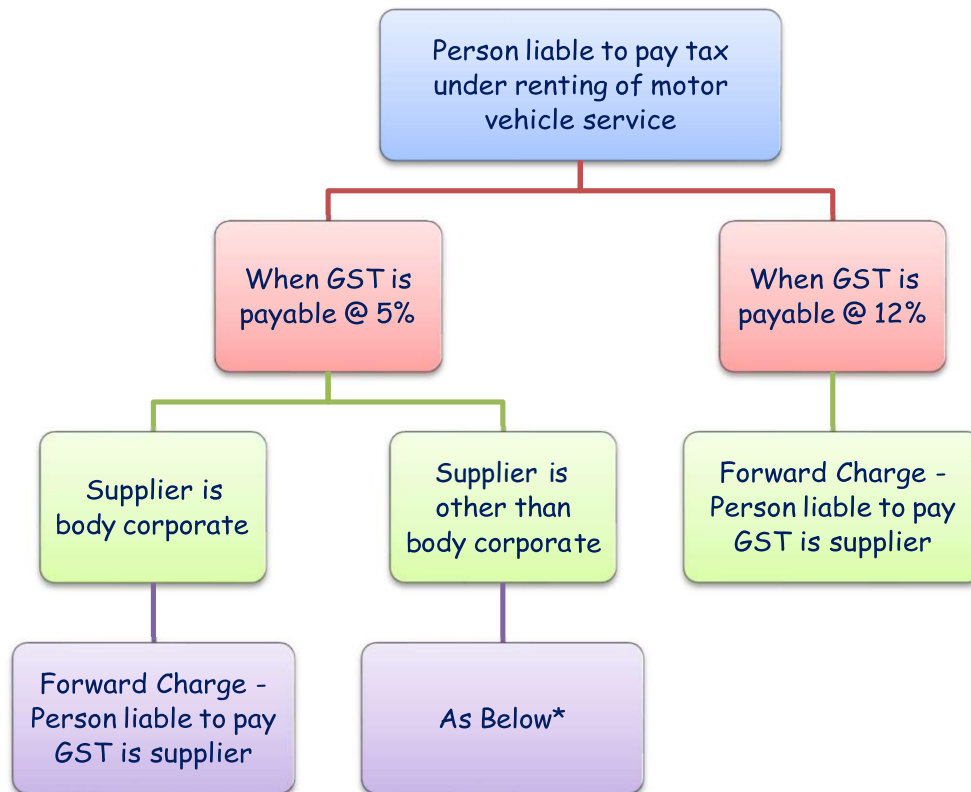 Person liable to pay tax
under renting of motor
vehicle service
When GST is
payable @ 5%
When GST is
payable @ 12%
Supplier is
body corporate
Supplier is
other than
body corporate
Forward Charge -
Person liable to pay
GST is supplier
Forward Charge -
Person liable to pay
GST is supplier
As Below*